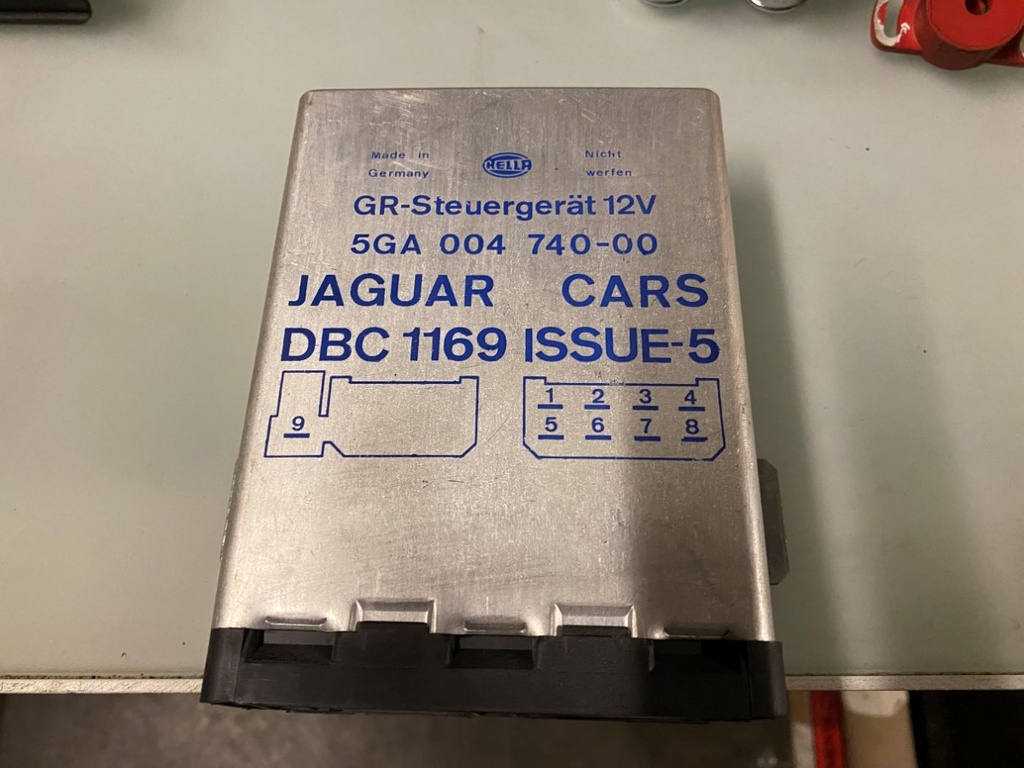 Made in
Germany
HELLA
Nicht
werfen
GR-Steuergerät 12V
5GA 004 740-00
JAGUAR CARS
DBC 1169 ISSUE-5
9
1 2 3 4
5 6 7 8